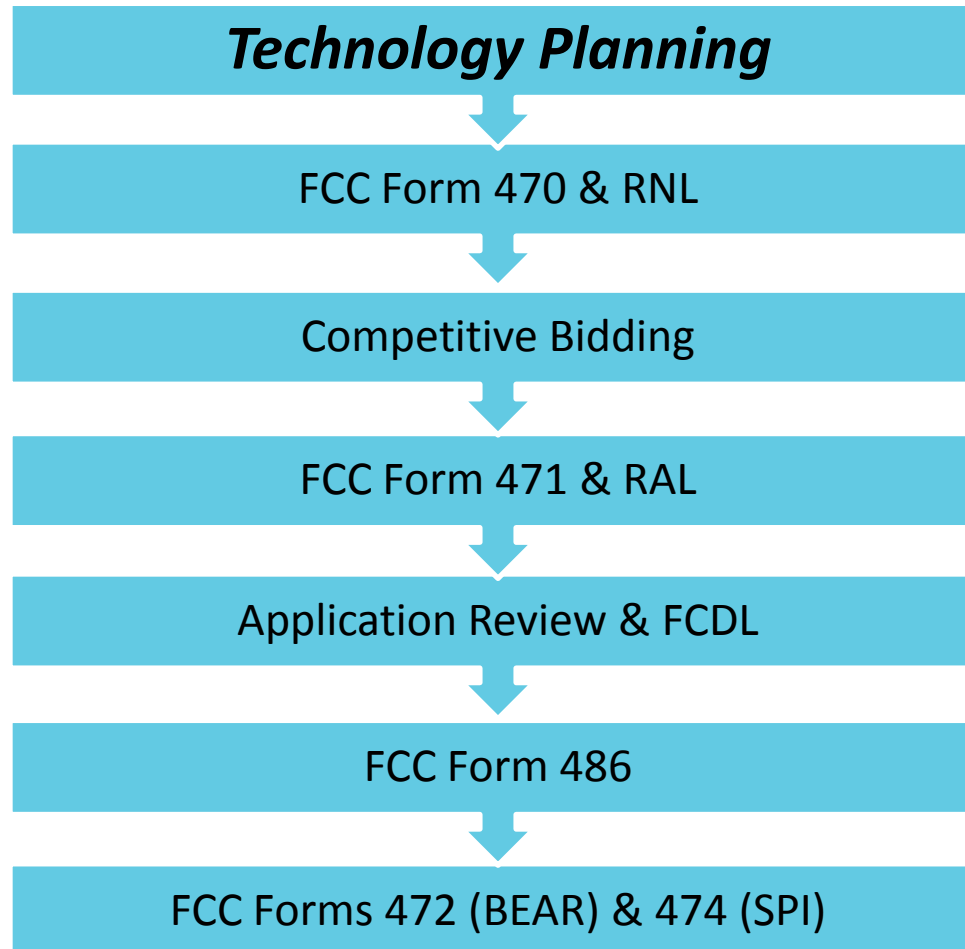 Technology Planning
FCC Form 470 & RNL
Competitive Bidding
FCC Form 471 & RAL
Application Review & FCDL
FCC Form 486
FCC Forms 472 (BEAR) & 474 (SPI)